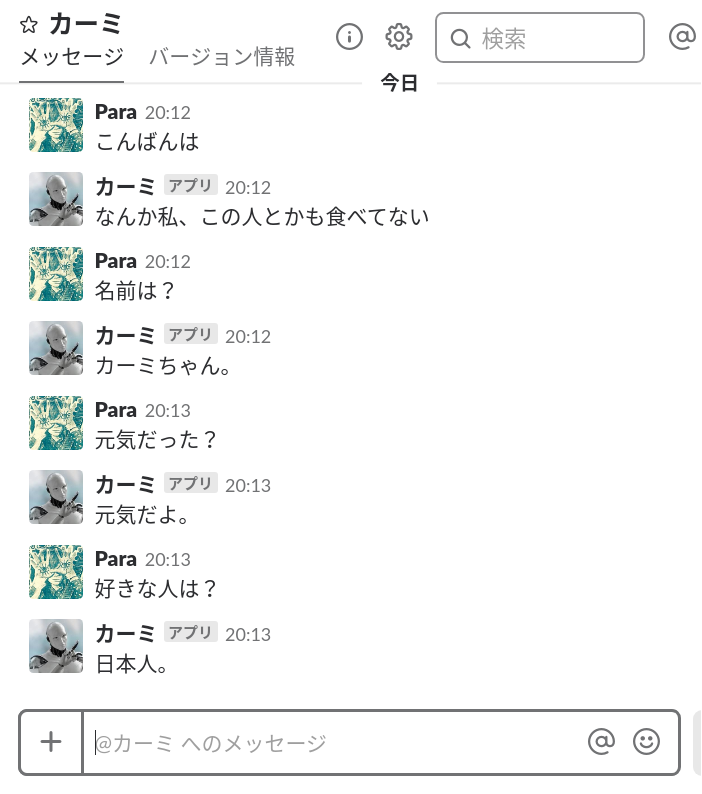 カーミ
メッセージ バージョン情報
検索
今日
Para 20:12
こんばんは
カーミ アプリ 20:12
なんか私、この人とかも食べてない
Para 20:12
名前は？
カーミ アプリ 20:12
カーミちゃん。
Para 20:13
元気だった？
カーミ アプリ 20:13
元気だよ。
Para 20:13
好きな人は？
カーミ アプリ 20:13
日本人。
@カーミ へのメッセージ